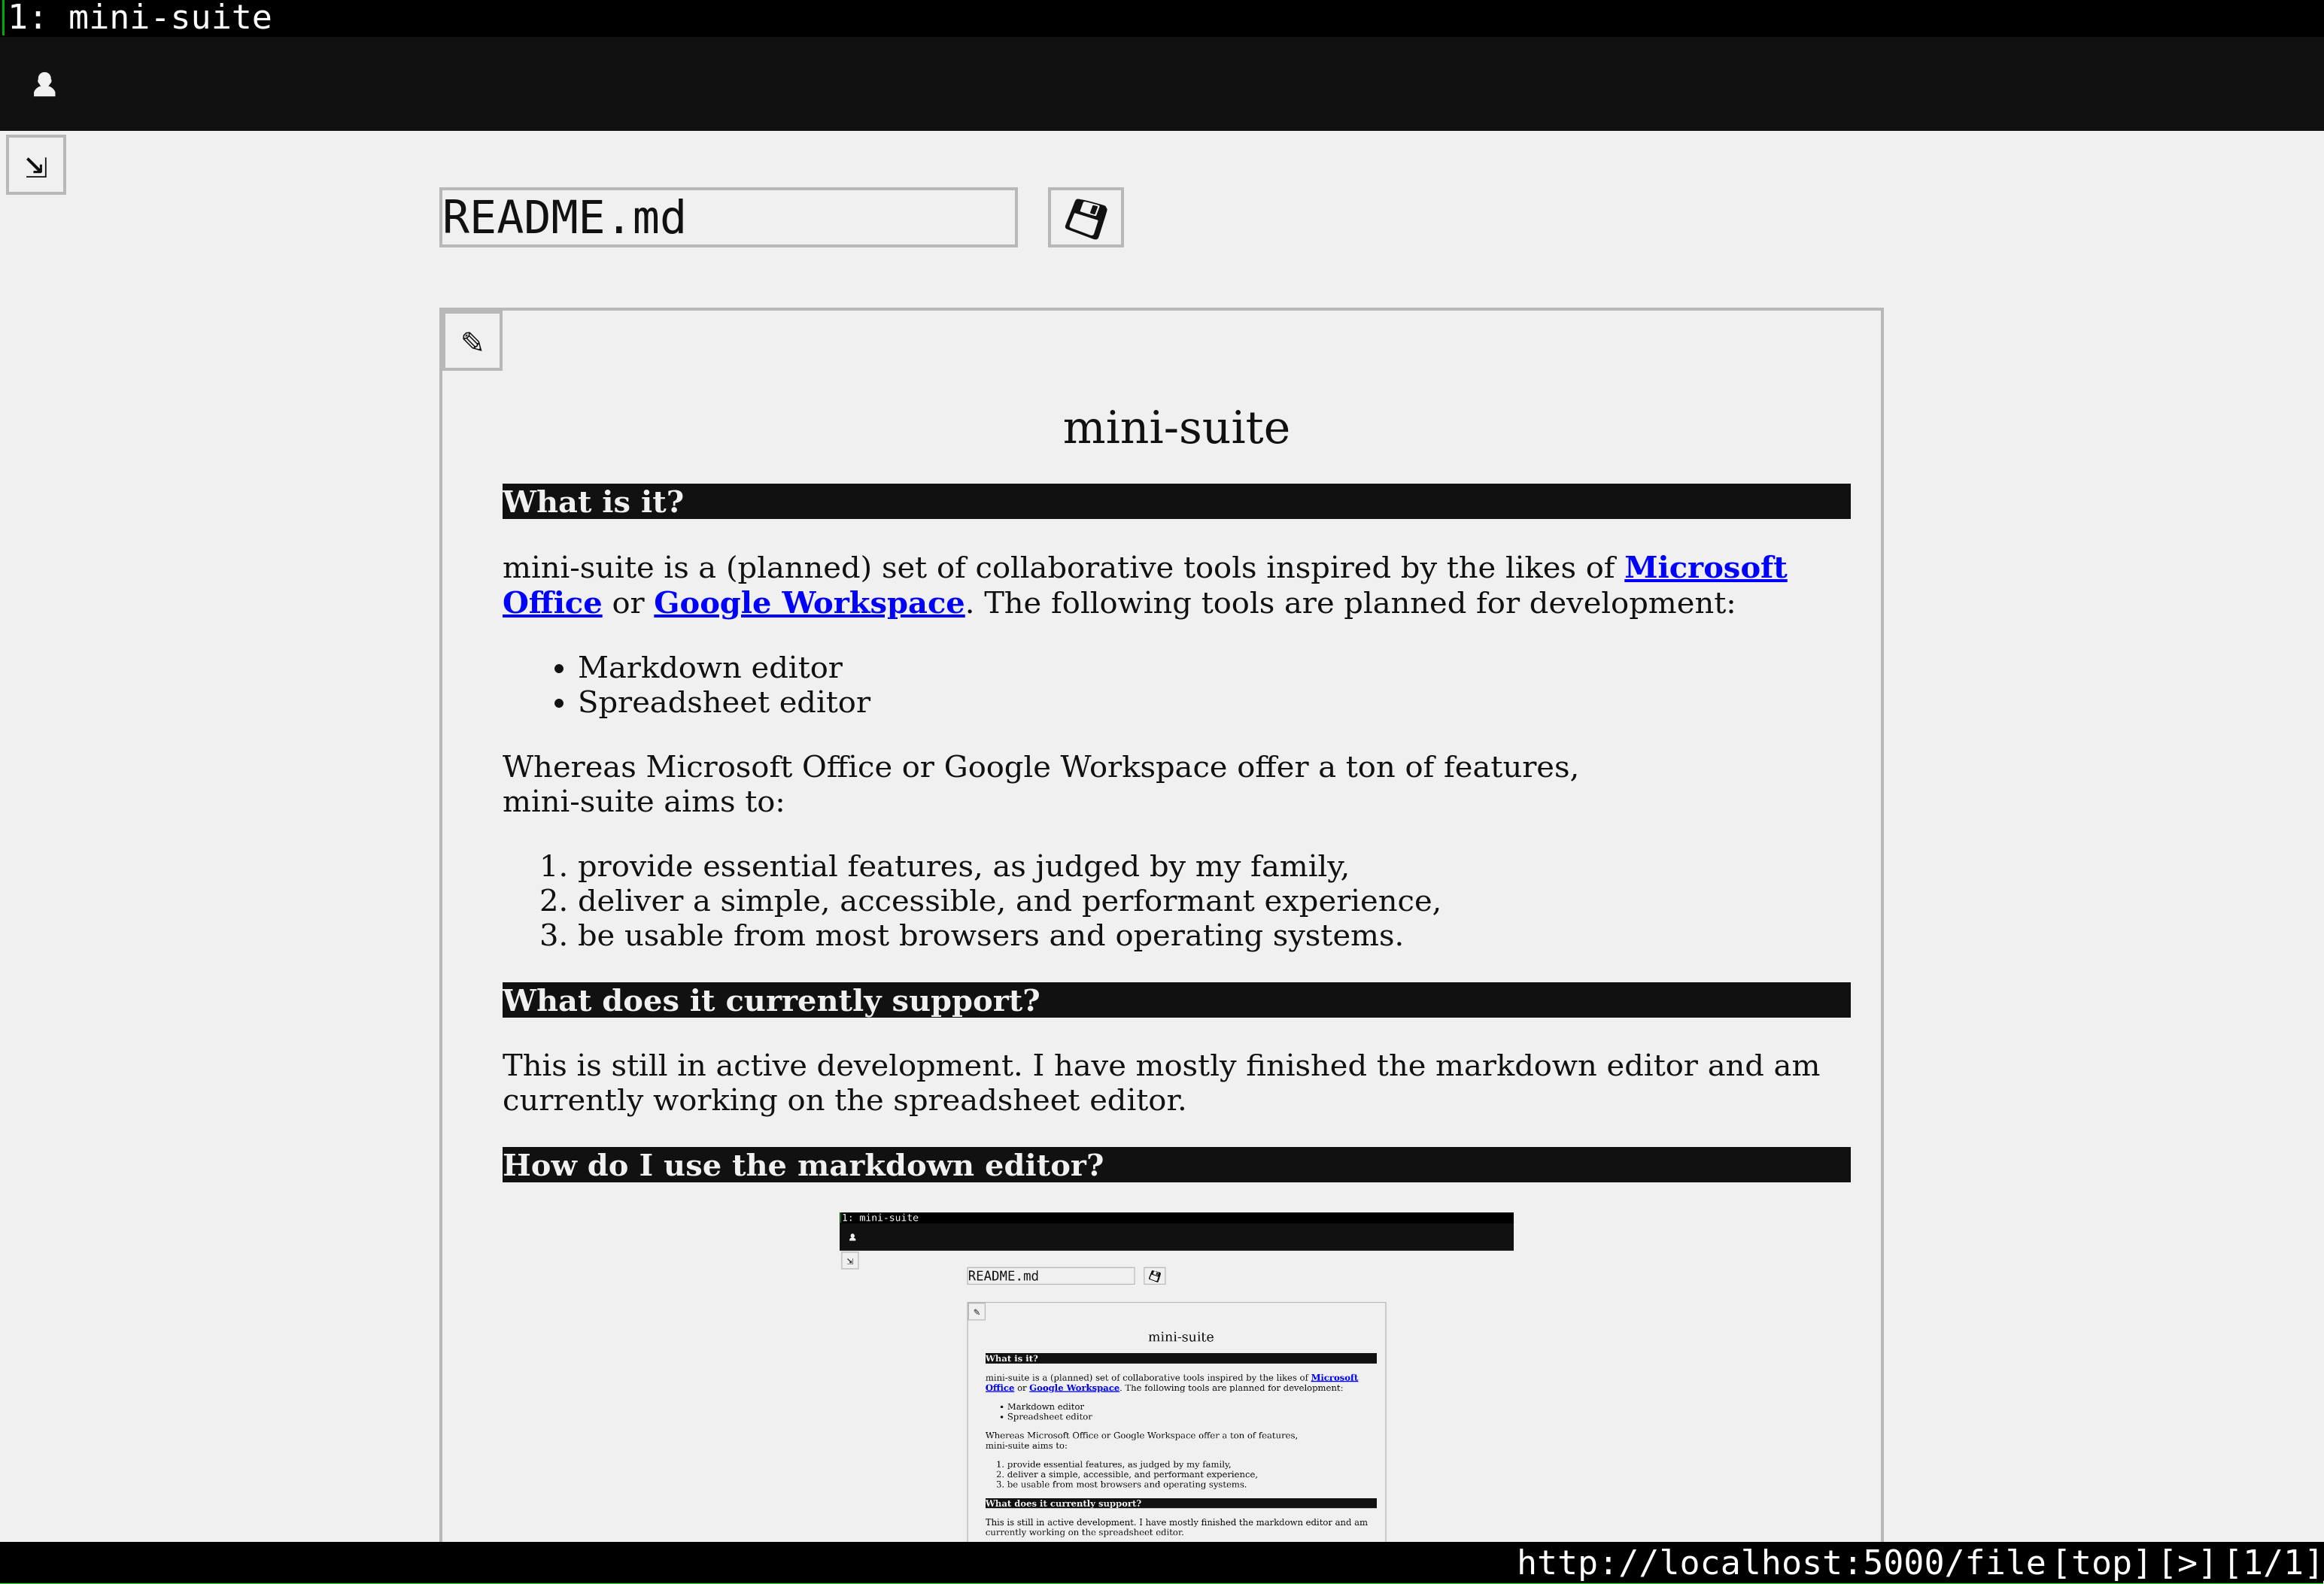 1: mini-suite
README.md
mini-suite
What is it?
mini-suite is a (planned) set of collaborative tools inspired by the likes of Microsoft
Office or Google Workspace. The following tools are planned for development:
• Markdown editor
• Spreadsheet editor
Whereas Microsoft Office or Google Workspace offer a ton of features,
mini-suite aims to:
1. provide essential features, as judged by my family,
2. deliver a simple, accessible, and performant experience,
3. be usable from most browsers and operating systems.
What does it currently support?
This is still in active development. I have mostly finished the markdown editor and am
currently working on the spreadsheet editor.
How do I use the markdown editor?
1: mini-suite
README.md
mini-suite
What is it?
mini-suite is a (planned) set of collaborative tools inspired by the likes of Microsoft
Office or Google Workspace. The following tools are planned for development:
• Markdown editor
• Spreadsheet editor
Whereas Microsoft Office or Google Workspace offer a ton of features,
mini-suite aims to:
1. provide essential features, as judged by my family,
2. deliver a simple, accessible, and performant experience,
3. be usable from most browsers and operating systems.
What does it currently support?
This is still in active development. I have mostly finished the markdown editor and am
currently working on the spreadsheet editor.
http://localhost:5000/file[top][>][1/1]